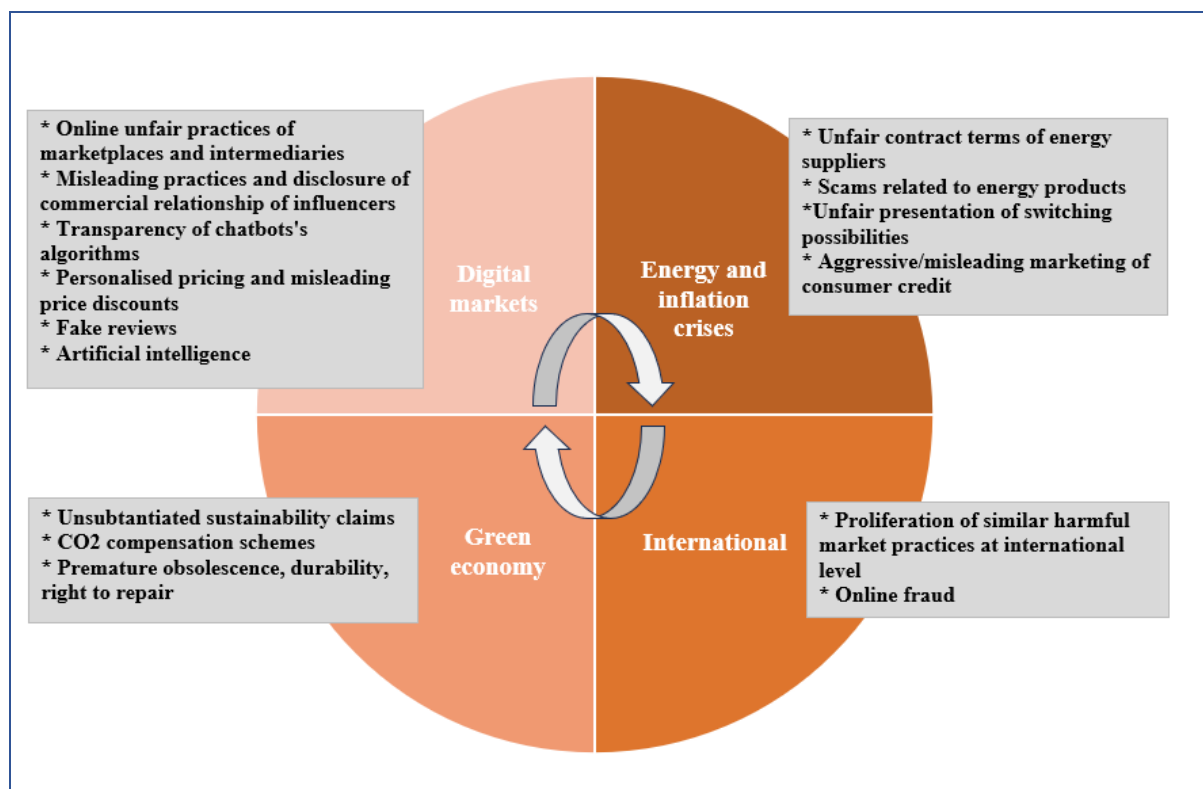 * Online unfair practices of
marketplaces and intermediaries
* Misleading practices and disclosure of
commercial relationship of influencers
* Transparency of chatbots's
algorithms
* Personalised pricing and misleading
price discounts
* Fake reviews
* Artificial intelligence
Digital
markets
Energy and
inflation
crises
* Unfair contract terms of energy
suppliers
* Scams related to energy products
*Unfair presentation of switching
possibilities
* Aggressive/misleading marketing of
consumer credit
* Unsubtantiated sustainability claims
* CO2 compensation schemes
* Premature obsolescence, durability,
right to repair
Green
economy
International
* Proliferation of similar harmful
market practices at international
level
* Online fraud